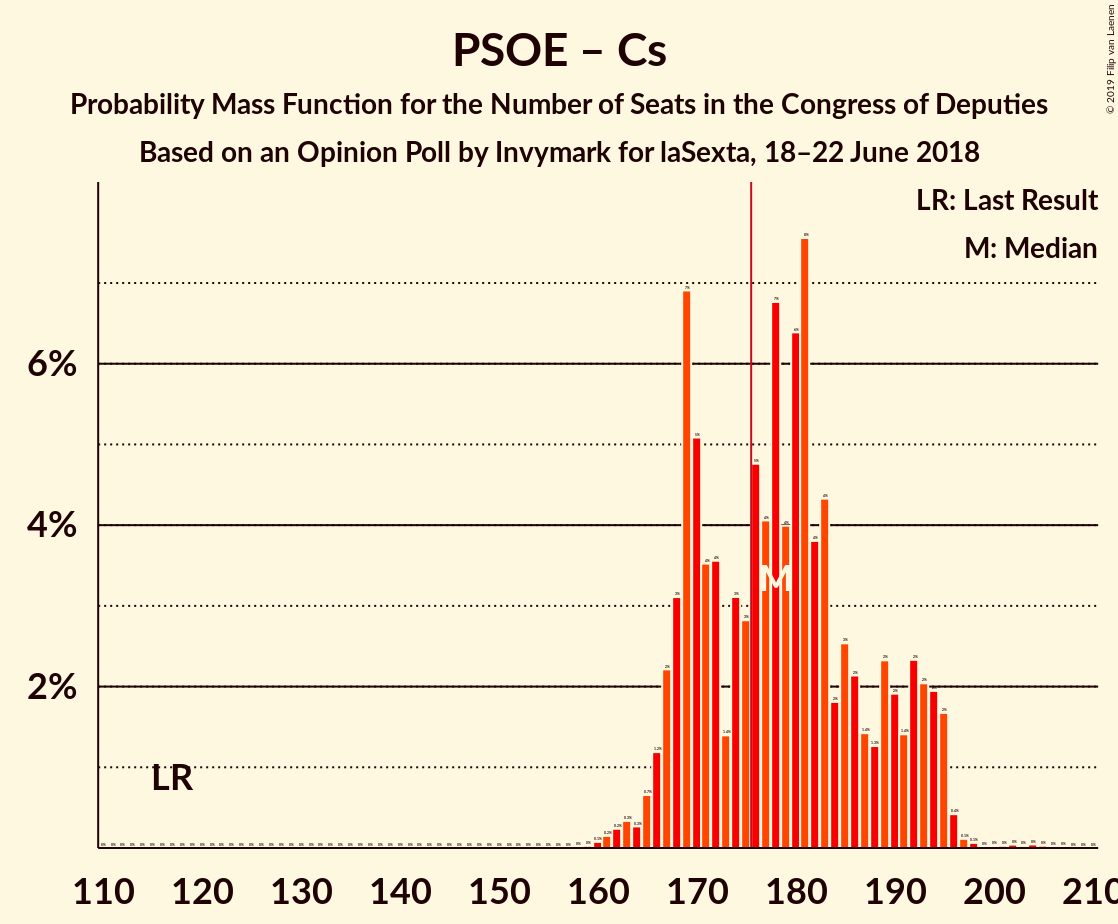 PSOE – Cs
Probability Mass Function for the Number of Seats in the Congress of Deputies
Based on an Opinion Poll by Invymark for laSexta, 18–22 June 2018
© 2019 Filip van Laenen
LR: Last Result
M: Median
6%
4%
2%
M
LR
110 120 130 140 150 160 170 180 190 200 210